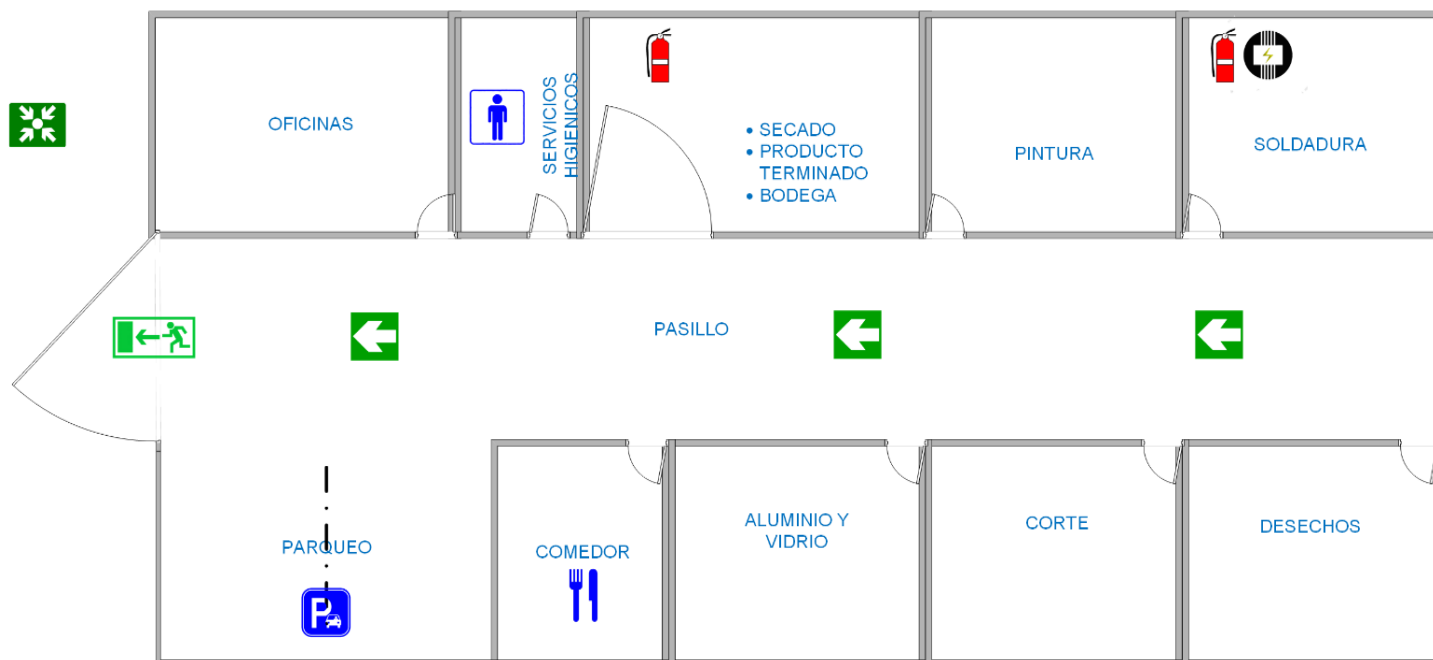 OFICINAS
SERVICIOS
HIGIENICOS
• SECADO
• PRODUCTO
TERMINADO
• BODEGA
PINTURA
SOLDADURA
PASILLO
PARQUEO
P
COMEDOR
ALUMINIO Y
VIDRIO
CORTE
DESECHOS